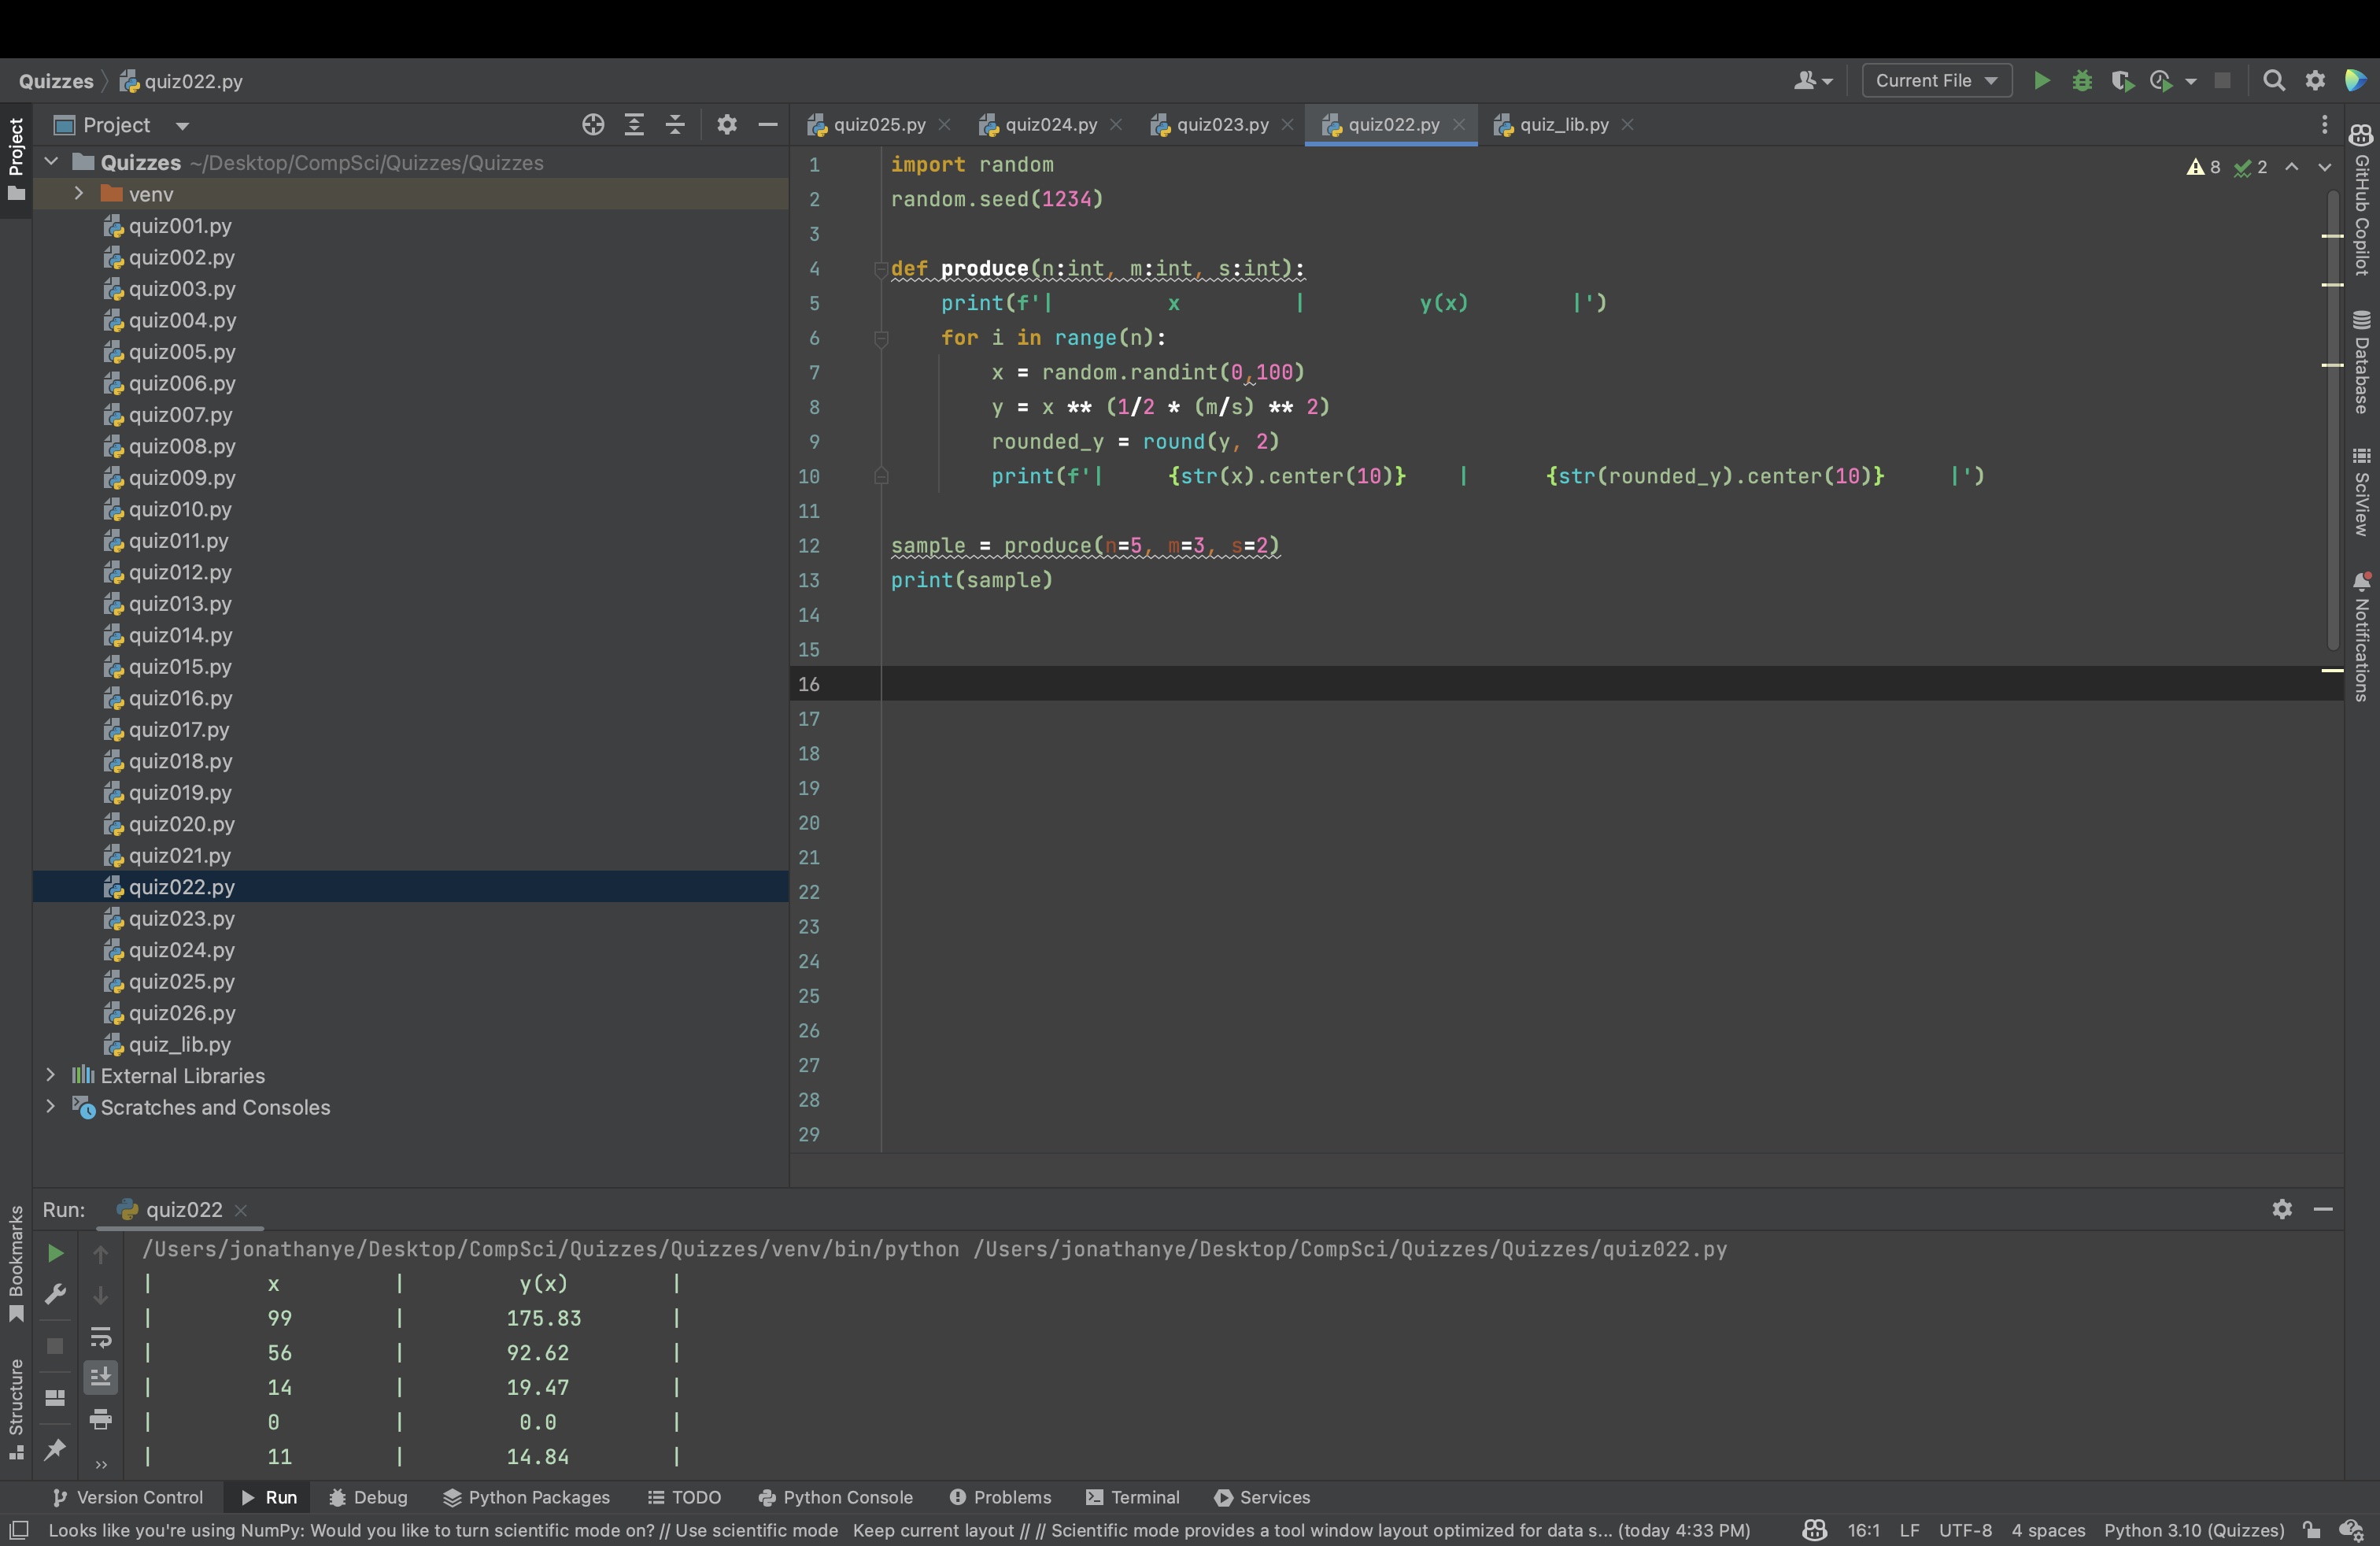 Quizzes quiz022.py
Current File
Project
quiz025.py quiz024.py quiz023.py quiz022.py quiz_lib.py
Project
Quizzes ~/Desktop/CompSci/Quizzes/Quizzes
venv
quiz001.py
quiz002.py
quiz003.py
quiz004.py
quiz005.py
quiz006.py
quiz007.py
quiz008.py
quiz009.py
quiz010.py
quiz011.py
quiz012.py
quiz013.py
quiz014.py
quiz015.py
quiz016.py
quiz017.py
quiz018.py
quiz019.py
quiz020.py
quiz021.py
quiz022.py
quiz023.py
quiz024.py
quiz025.py
quiz026.py
quiz_lib.py
External Libraries
Scratches and Consoles
8 2
1 import random
2 random.seed(1234)
3
4 def produce(n:int, m:int, s:int):
5     print(f'|         x         |         y(x)        |')
6     for i in range(n):
7         x = random.randint(0,100)
8         y = x ** (1/2 * (m/s) ** 2)
9         rounded_y = round(y, 2)
10         print(f'|     {str(x).center(10)}    |      {str(rounded_y).center(10)}     |')
11
12 sample = produce(n=5, m=3, s=2)
13 print(sample)
14
15
16
17
18
19
20
21
22
23
24
25
26
27
28
29
GitHub Copilot
Database
SciView
Notifications
Bookmarks
Structure
Run: quiz022
/Users/jonathanye/Desktop/CompSci/Quizzes/Quizzes/venv/bin/python /Users/jonathanye/Desktop/CompSci/Quizzes/Quizzes/quiz022.py
|         x         |         y(x)        |
|         99        |        175.83       |
|         56        |        92.62        |
|         14        |        19.47        |
|         0         |         0.0         |
|         11        |        14.84        |
Version Control Run Debug Python Packages TODO Python Console Problems Terminal Services
Looks like you're using NumPy: Would you like to turn scientific mode on? // Use scientific mode Keep current layout // // Scientific mode provides a tool window layout optimized for data s... (today 4:33 PM) 16:1 LF UTF-8 4 spaces Python 3.10 (Quizzes)